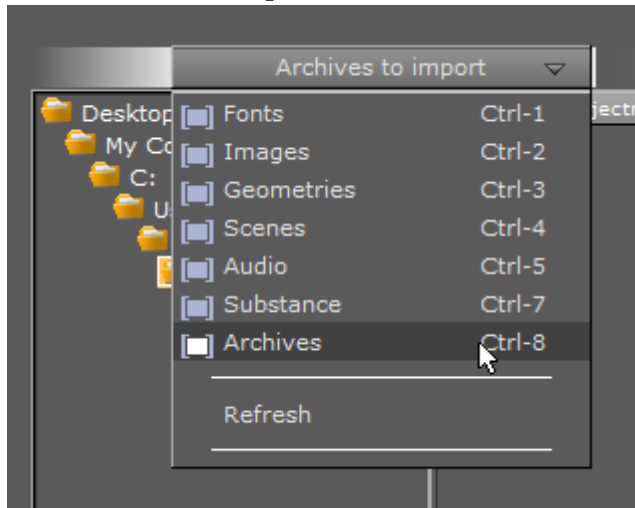 Archives to import
Desktop
My Co
C:
Fonts Ctrl-1
Images Ctrl-2
Geometries Ctrl-3
Scenes Ctrl-4
Audio Ctrl-5
Substance Ctrl-7
Archives Ctrl-8
Refresh